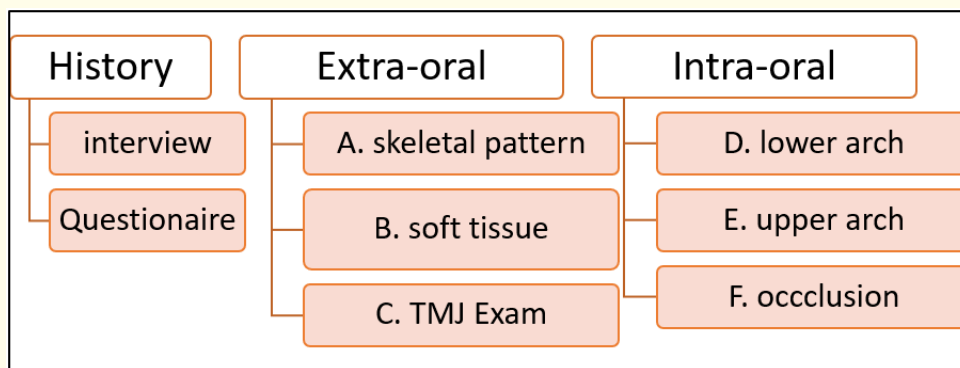 History
interview
Questionaire
Extra-oral
A. skeletal pattern
B. soft tissue
C. TMJ Exam
Intra-oral
D. lower arch
E. upper arch
F. occclusion